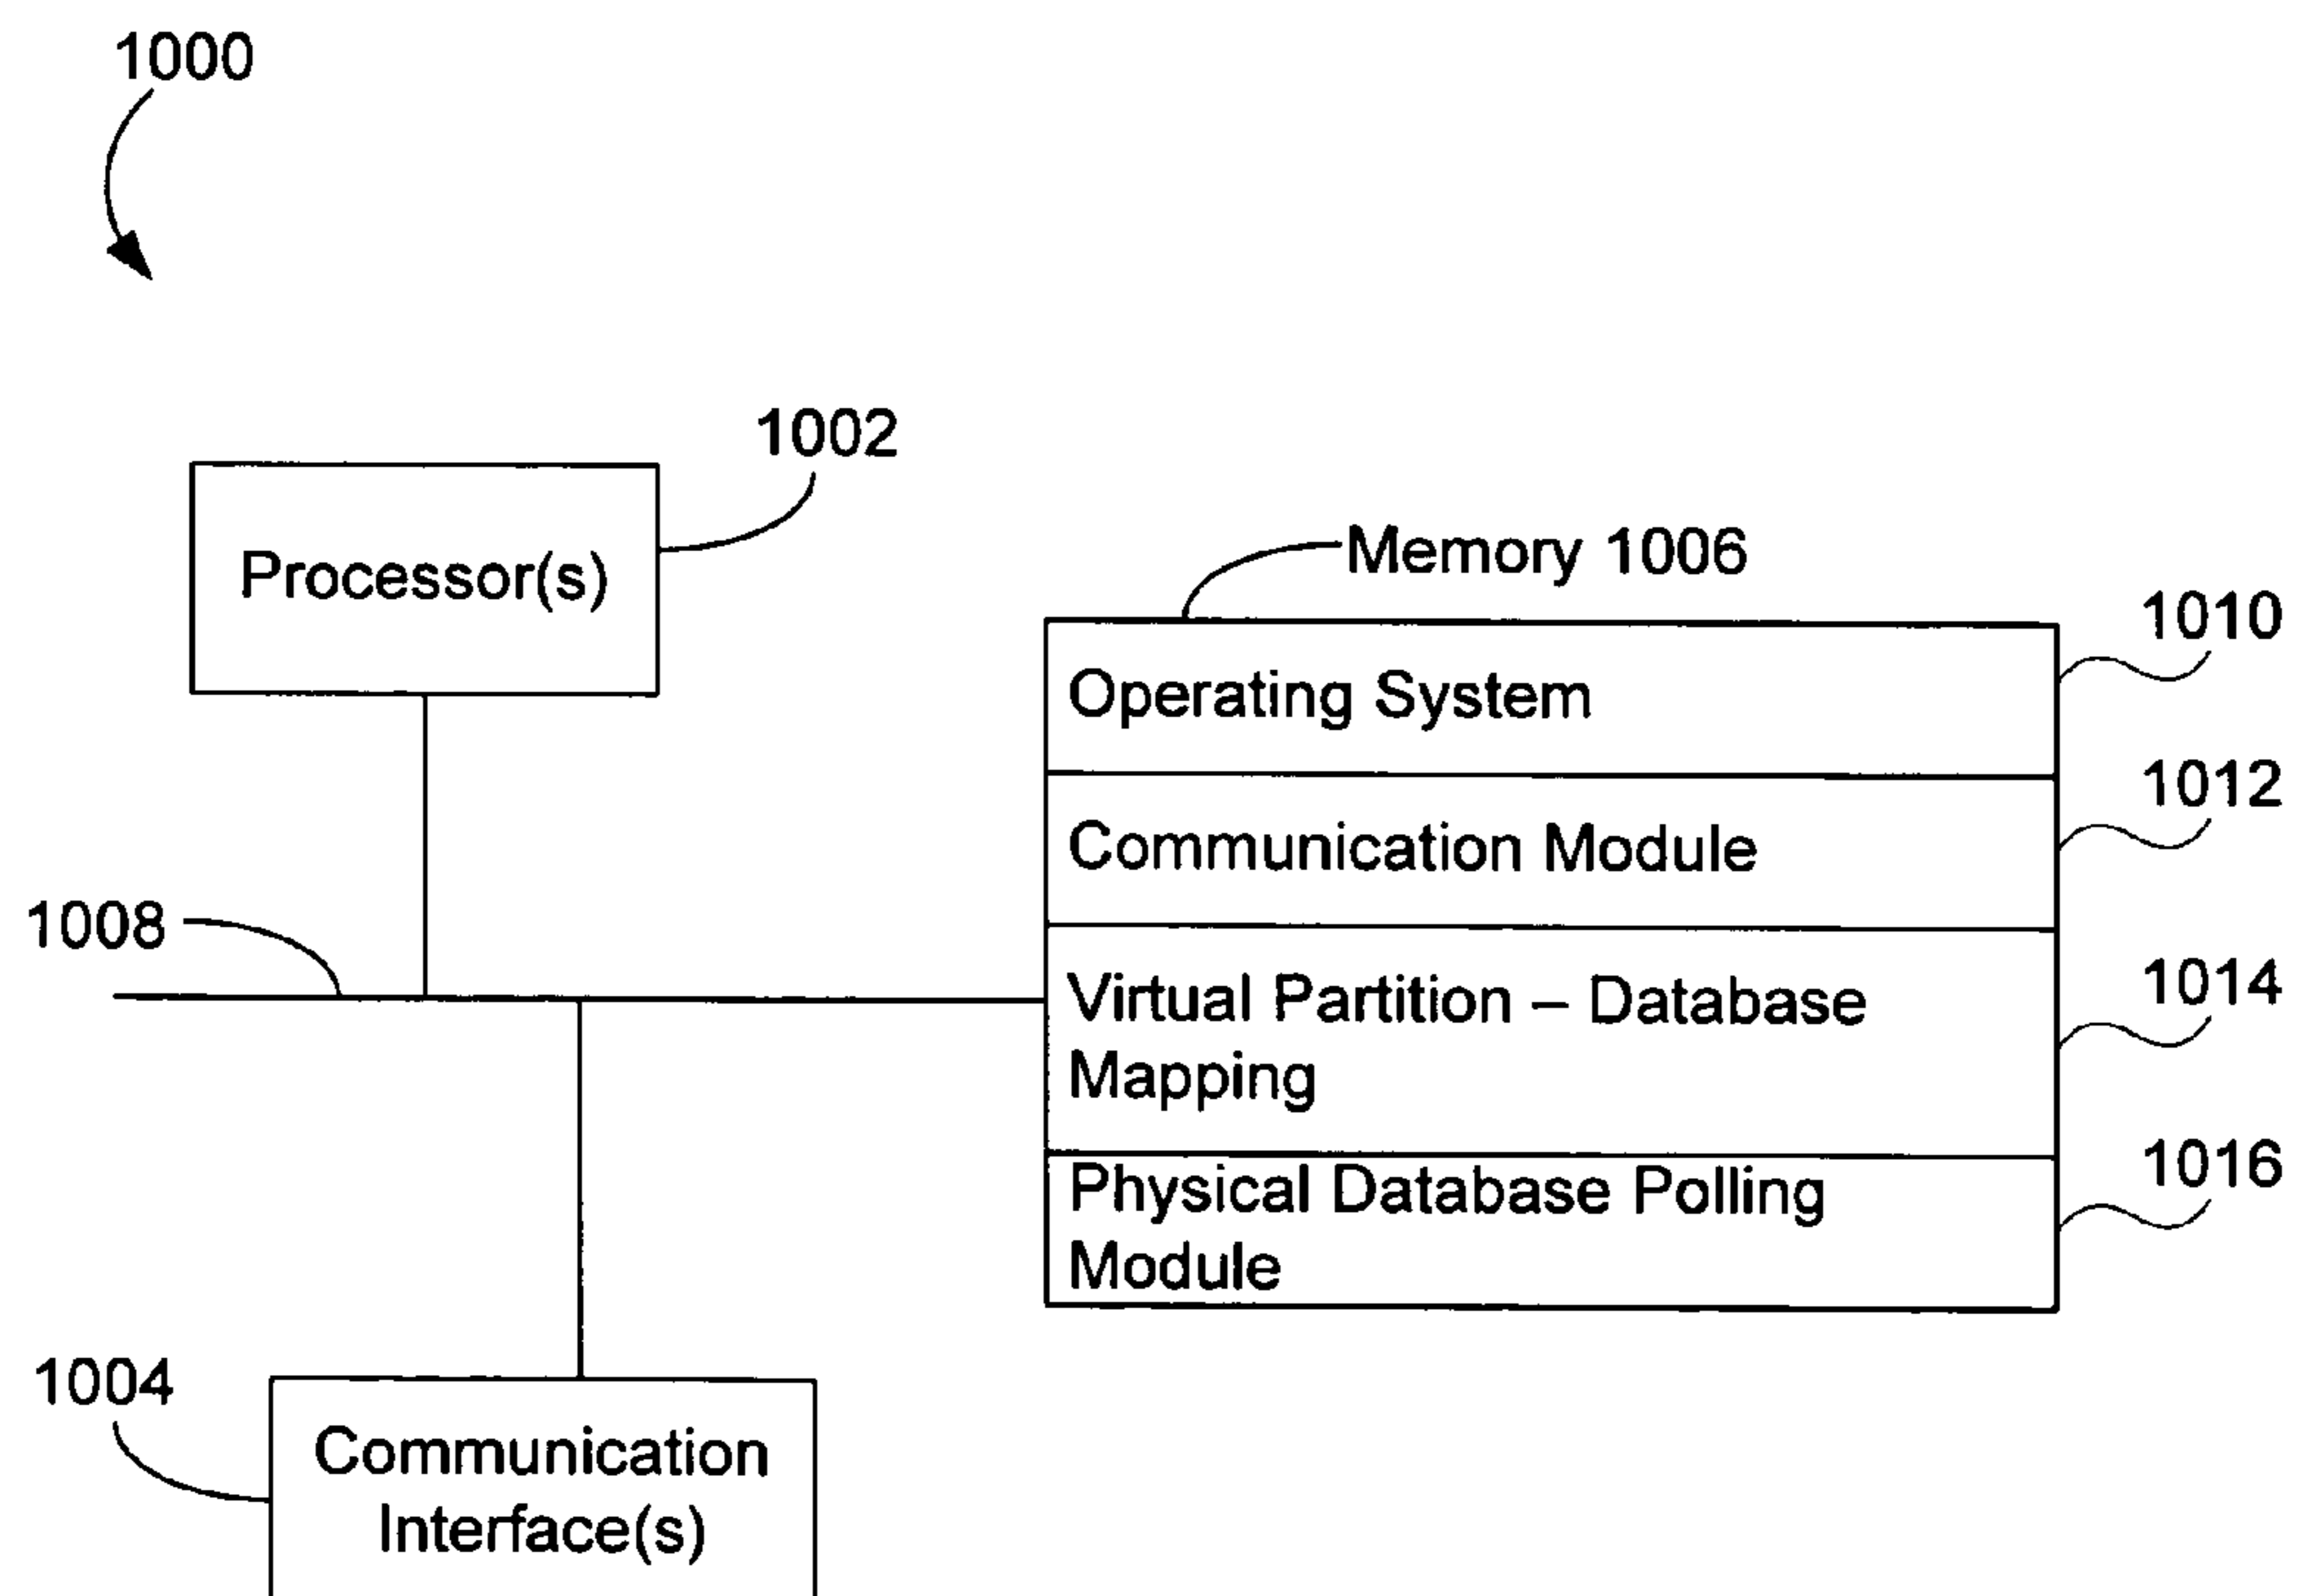 1000
1002
Processor(s)
Memory 1006
1010
Operating System
1012
Communication Module
1008
1014
Virtual Partition – Database
Mapping
1016
Physical Database Polling
Module
1004
Communication
Interface(s)